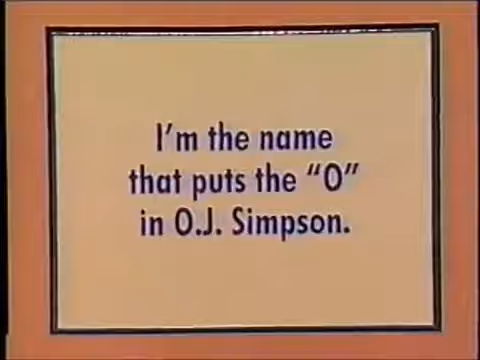 I'm the name
that puts the "O"
in O.J. Simpson.